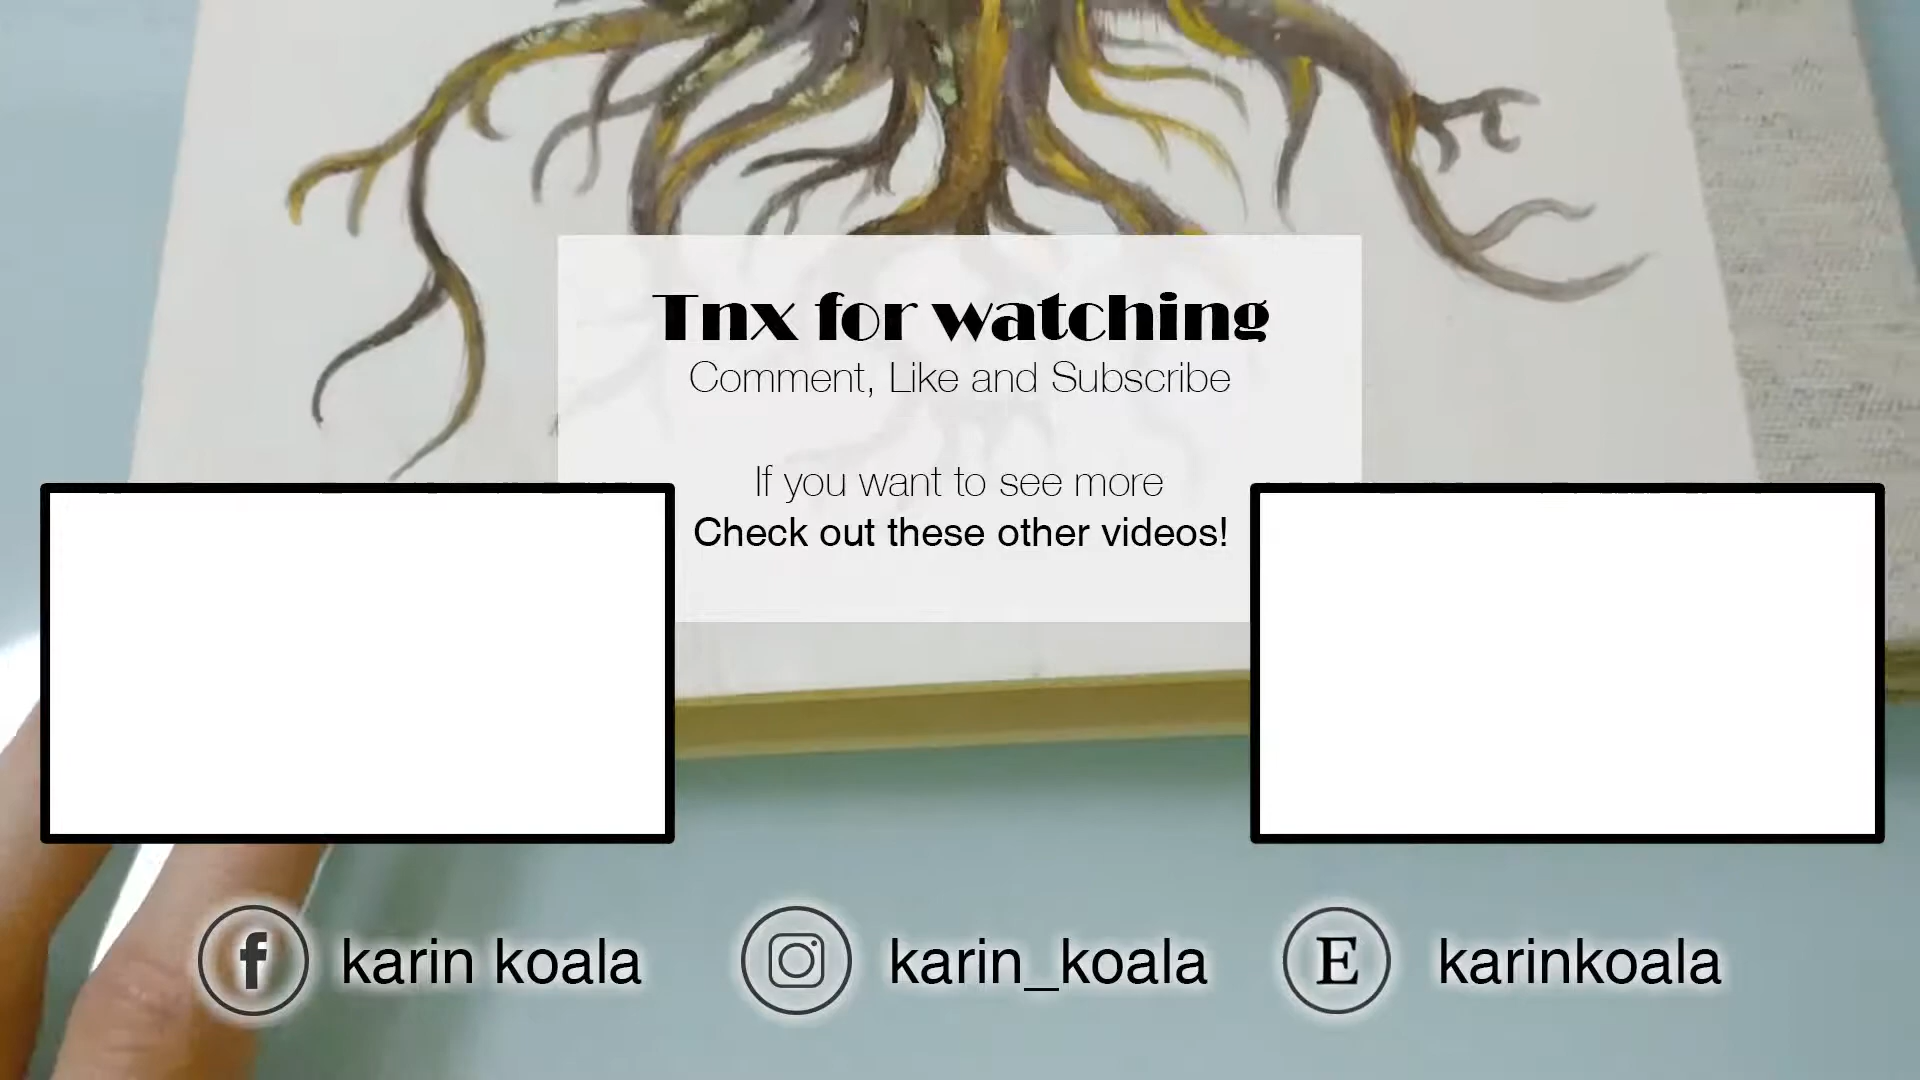 Tnx for watching
Comment, Like and Subscribe
If you want to see more
Check out these other videos!
f karin koala
karin_koala
E karinkoala